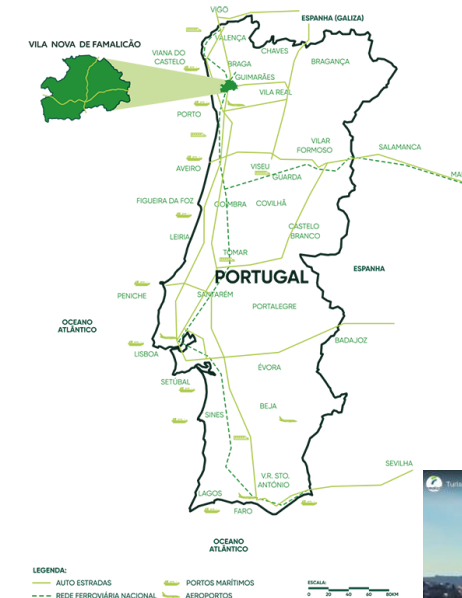 VIGO
ESPANHA (GALIZA)
VALENÇA
VILA NOVA DE FAMALICÃO
CHAVES
VIANA DO
CASTELO
BRAGA
BRAGANÇA
GUIMARÃES
VILA REAL
PORTO
VILAR
FORMOSO
SALAMANCA
AVEIRO
VISEU
GUARDA
FIGUEIRA DA FOZ
COIMBRA
COVILHÃ
CASTELO
BRANCO
LEIRIA
TOMAR
ESPANHA
PORTUGAL
PENICHE
SANTARÉM
PORTALEGRE
OCEANO
ATLÂNTICO
BADAJOZ
LISBOA
ÉVORA
SETÚBAL
BEJA
SINES
SEVILHA
V.R. STO.
ANTÓNIO
LAGOS
FARO
OCEANO
ATLÂNTICO
LEGENDA:
AUTO ESTRADAS
PORTOS MARÍTIMOS
ESCALA:
0 20 40 60 80KM
REDE FERROVIÁRIA NACIONAL
AEROPORTOS